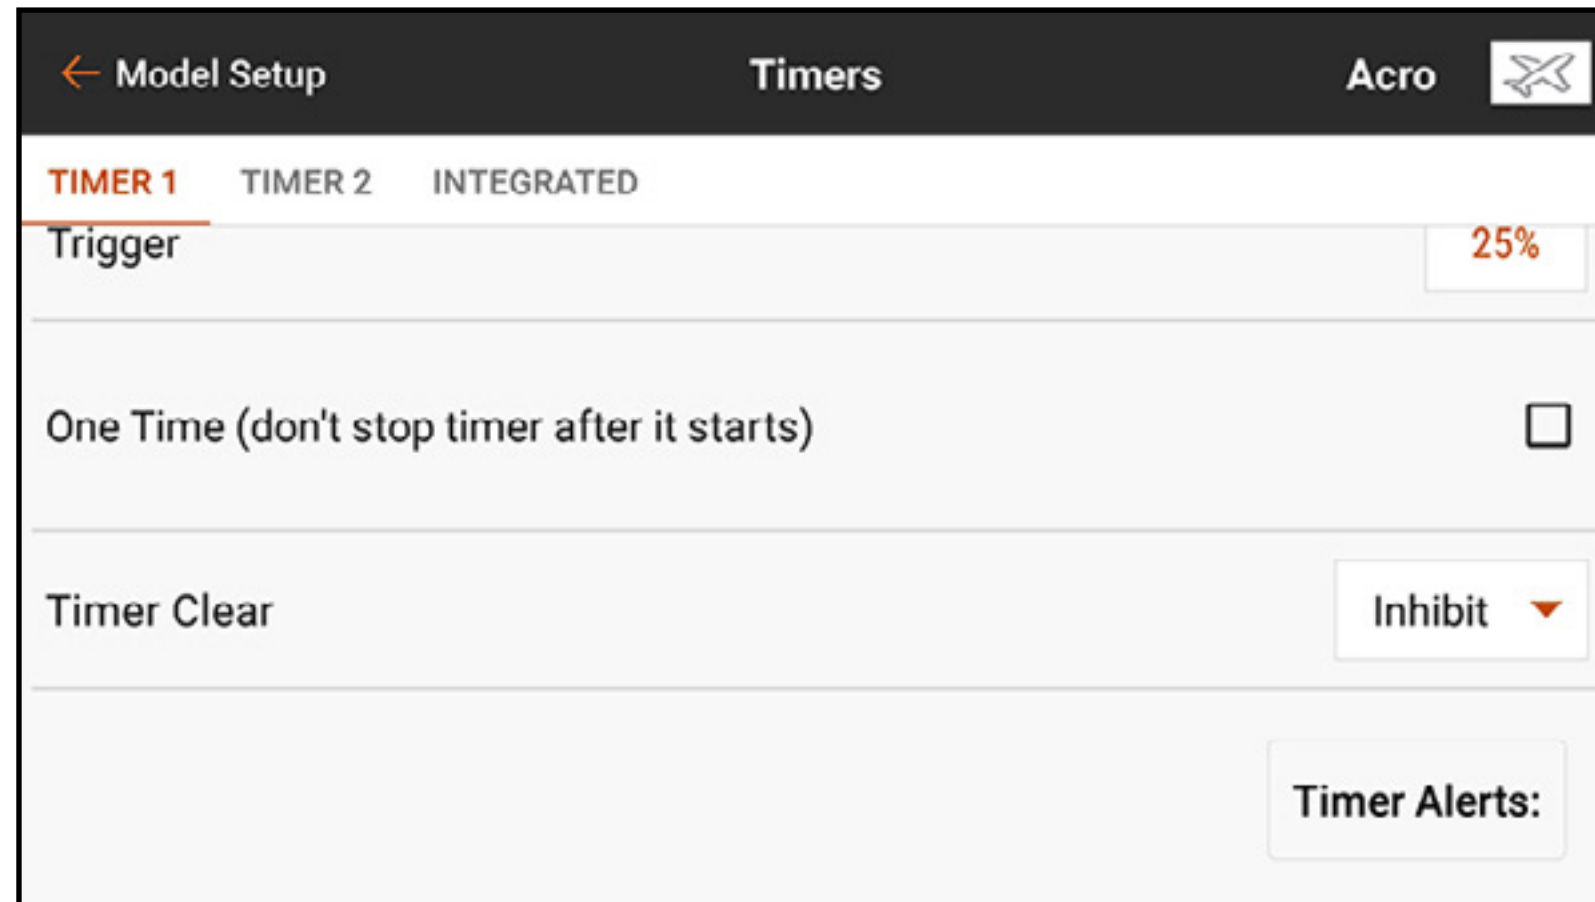 Model Setup Timers Acro
TIMER 1 TIMER 2 INTEGRATED
Trigger 25%
One Time (don't stop timer after it starts)
Timer Clear Inhibit
Timer Alerts: